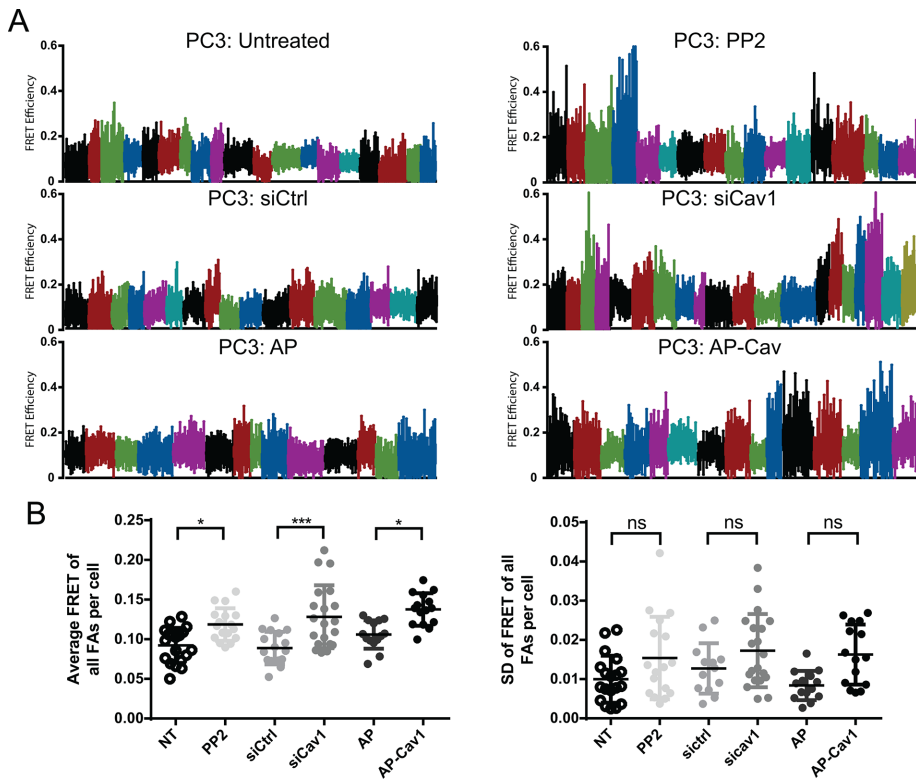 A
PC3: Untreated
PC3: PP2
FRET Efficiency
0.6
0.4
0.2
0
0.6
0.4
0.2
0
PC3: siCtrl
PC3: siCav1
FRET Efficiency
0.6
0.4
0.2
0
0.6
0.4
0.2
0
PC3: AP
PC3: AP-Cav
FRET Efficiency
0.6
0.4
0.2
0
0.6
0.4
0.2
0
B
Average FRET of
all FAs per cell
0.25
0.20
0.15
0.10
0.05
0.00
*
***
*
NT
PP2
siCtrl
siCav1
AP
AP-Cav1
SD of FRET of all
FAs per cell
0.05
0.04
0.03
0.02
0.01
0.00
ns
ns
ns
NT
PP2
sictrl
sicav1
AP
AP-Cav1